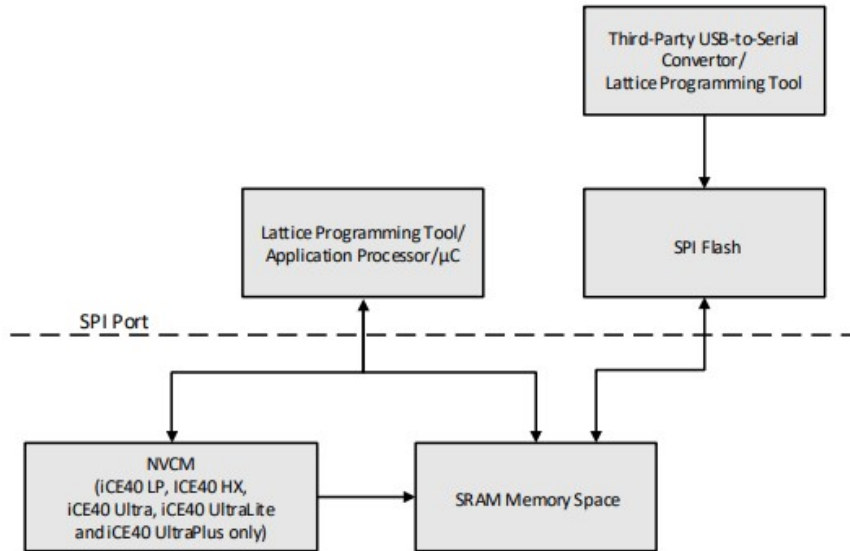 Third-Party USB-to-Serial
Convertor/
Lattice Programming Tool
Lattice Programming Tool/
Application Processor/µC
SPI Flash
SPI Port
NVCM
(iCE40 LP, ICE40 HX,
iCE40 Ultra, iCE40 UltraLite
and iCE40 UltraPlus only)
SRAM Memory Space